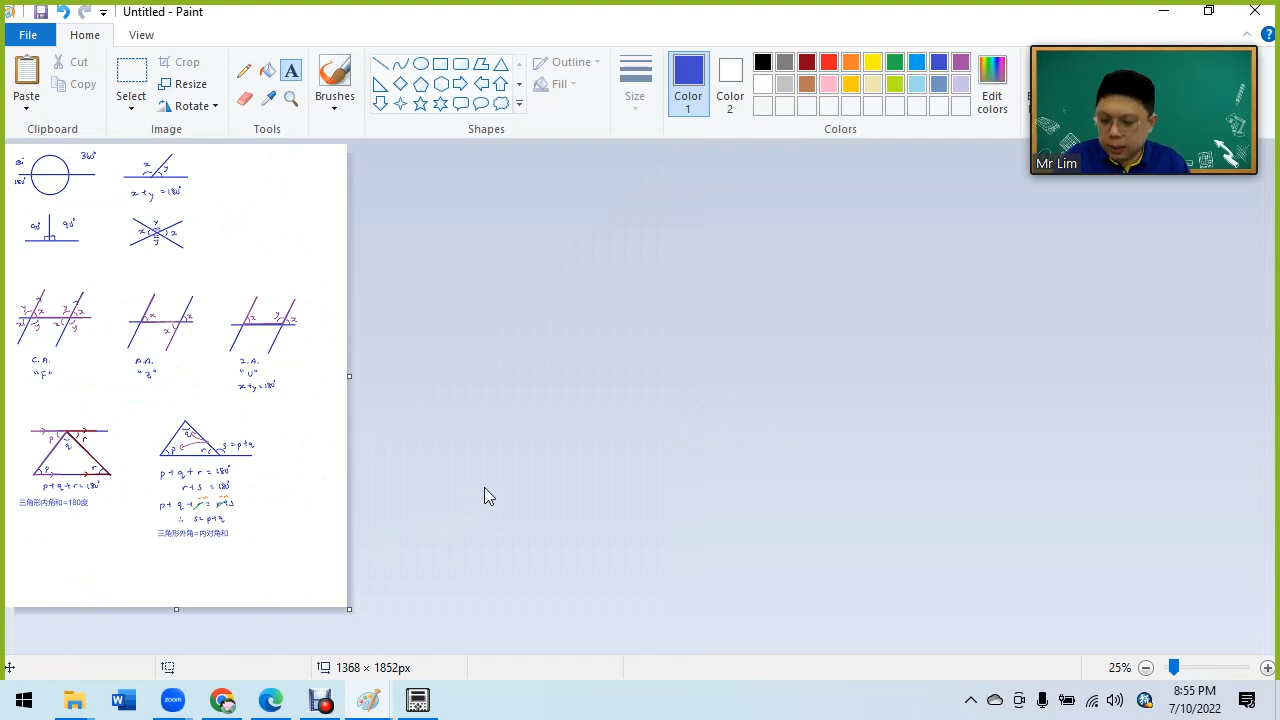 Untitled - Paint
File
Home
View
Paste
Cut
Copy
Clipboard
Select
Crop
Resize
Rotate
Image
A
Tools
Brushes
Shapes
Outline
Fill
Size
Color 1
Color 2
Colors
Edit colors
Mr Lim
180°
360°
x y
x+y=180°
90° 90°
x
x x
y
C.A.
"F"
A.A.
"Z"
I.A.
"U"
x+y=180°
p q r
p r
p+q+r=180°
三角形内角和=180度
q
p r s=p+q
p+q+r=180°
r+s=180°
∴ s=p+q
三角形外角=内对角和
1368 × 1852px
25%
8:55 PM
7/10/2022
zoom